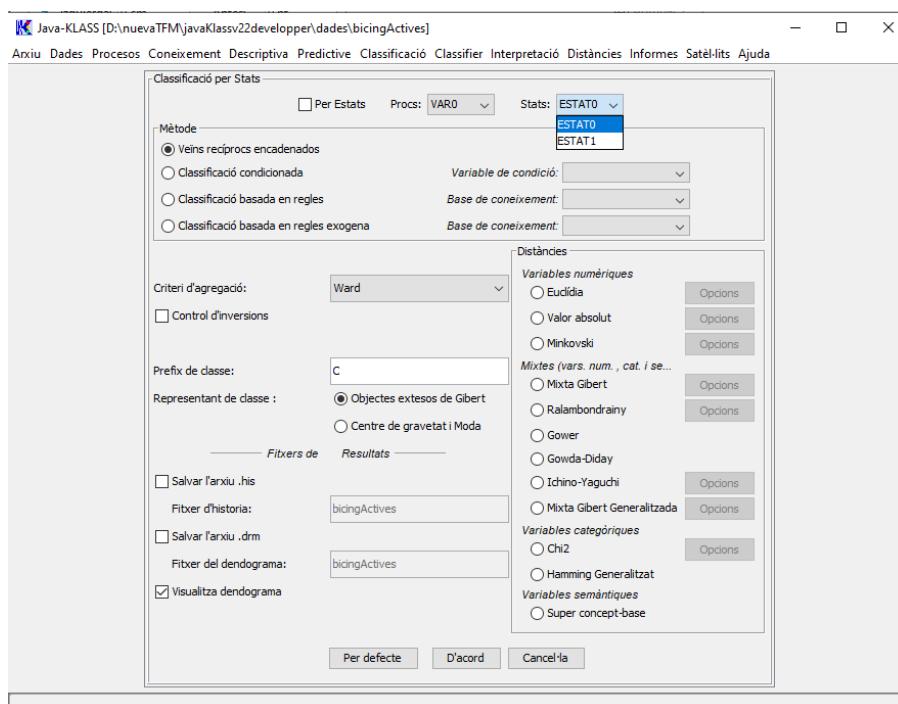 Java-KLASS [D:\nuevaTFM\javaKlassv22developper\dades\bicingActives]
Arxiu Dades Procesos Coneixement Descriptiva Predictive Classificació Classifier Interpretació Distàncies Informes Satèl·lits Ajuda
Classificació per Stats
Per Estats Procs: VAR0 Stats: ESTAT0
ESTAT0
ESTAT1
Mètode
Veïns recíprocs encadenados
Classificació condicionada Variable de condició:
Classificació basada en regles Base de coneixement:
Classificació basada en regles exogena Base de coneixement:
Distàncies
Variables numèriques
Criteri d'agregació: Ward Euclídia Opcions
Control d'inversions Valor absolut Opcions
Minkovski Opcions
Mixtes (vars. num. , cat. i se...
Prefix de classe: C Mixta Gibert Opcions
Representant de classe : Objectes extesos de Gibert Ralambondrainy Opcions
Centre de gravetat i Moda Gower
Fitxers de Resultats Gowda-Diday
Salvar l'arxiu .his Ichino-Yaguchi Opcions
Fitxer d'historia: bicingActives Mixta Gibert Generalitzada Opcions
Salvar l'arxiu .drm Variables categòriques
Chi2 Opcions
Fitxer del dendograma: bicingActives Hamming Generalitzat
Visualitza dendograma Variables semàntiques
Super concept-base
Per defecte D'acord Cancel·la